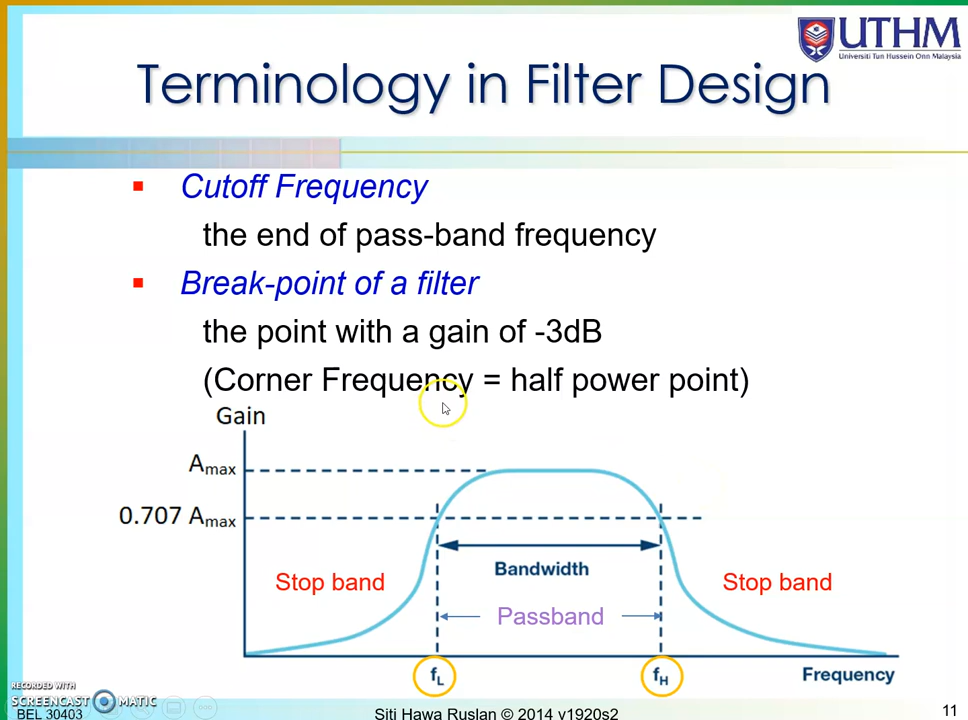 UTHM
Universiti Tun Hussein Onn Malaysia
Terminology in Filter Design
Cutoff Frequency
the end of pass-band frequency
Break-point of a filter
the point with a gain of -3dB
(Corner Frequency = half power point)
Gain
Amax
0.707 Amax
Stop band
Bandwidth
Stop band
Passband
fL
fH
Frequency
RECORDED WITH
SCREENCAST MATIC
BEL 30403
Siti Hawa Ruslan © 2014 v1920s2
11